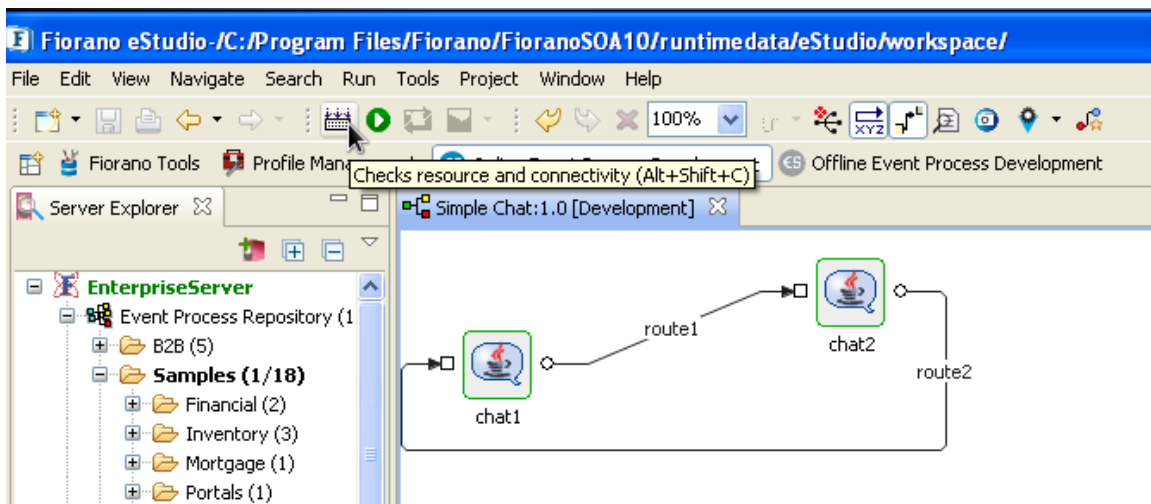 Fiorano eStudio-/C:/Program Files/Fiorano/FioranoSOA10/runtimedata/eStudio/workspace/
File Edit View Navigate Search Run Tools Project Window Help
100%
XYZ
Fiorano Tools Profile Mana
ES Offline Event Process Development
Checks resource and connectivity (Alt+Shift+C)
Server Explorer
Simple Chat:1.0 [Development]
EnterpriseServer
Event Process Repository (1
B2B (5)
Samples (1/18)
Financial (2)
Inventory (3)
Mortgage (1)
Portals (1)
route1
chat2
route2
chat1